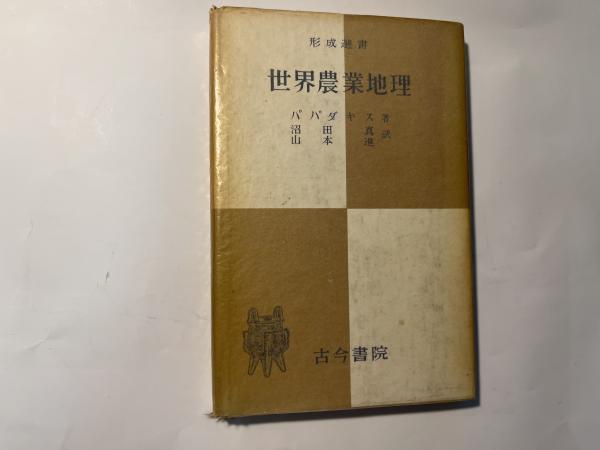 形成選書
世界農業地理
パパダキス著
沼田真
山本進
訳
古今書院